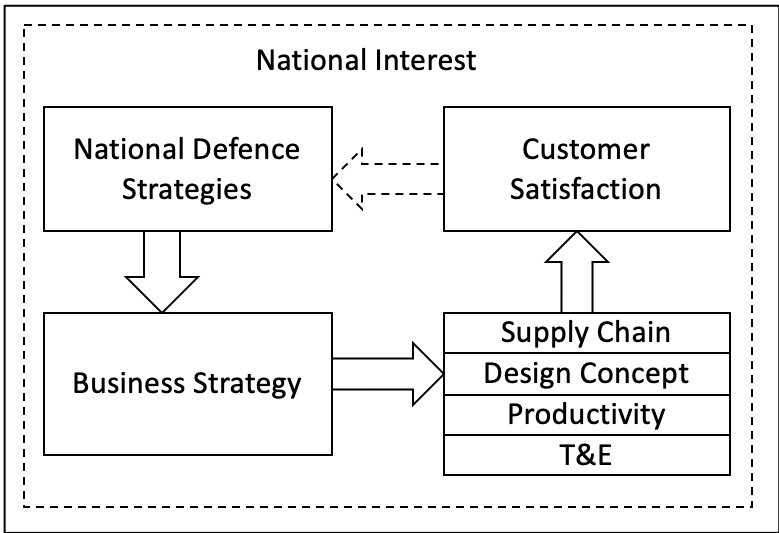 National Interest
National Defence
Strategies
Customer
Satisfaction
Business Strategy
Supply Chain
Design Concept
Productivity
T&E